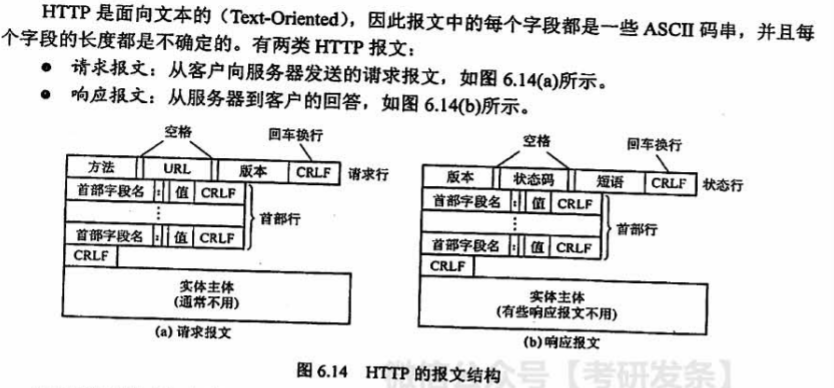 HTTP 是面向文本的（Text-Oriented），因此报文中的每个字段都是一些 ASCII 码串，并且每
个字段的长度都是不确定的。有两类 HTTP 报文：
● 请求报文：从客户向服务器发送的请求报文，如图 6.14(a)所示。
● 响应报文：从服务器到客户的回答，如图 6.14(b)所示。
空格 回车换行
方法 URL 版本 CRLF 请求行
首部字段名 : 值 CRLF
⋮ 首部行
首部字段名 : 值 CRLF
CRLF
实体主体
(通常不用)
(a) 请求报文
空格 回车换行
版本 状态码 短语 CRLF 状态行
首部字段名 : 值 CRLF
⋮ 首部行
首部字段名 : 值 CRLF
CRLF
实体主体
(有些响应报文不用)
(b) 响应报文
图 6.14 HTTP 的报文结构
微信公众号【考研发条】